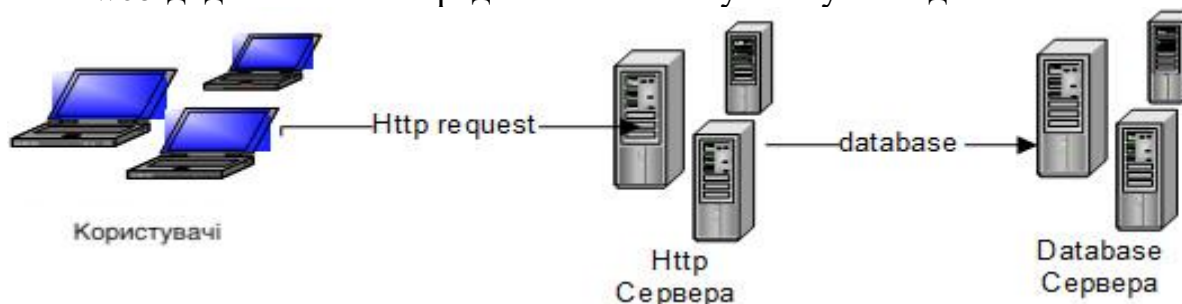 Http request
database
Користувачі
Http
Сервера
Database
Сервера